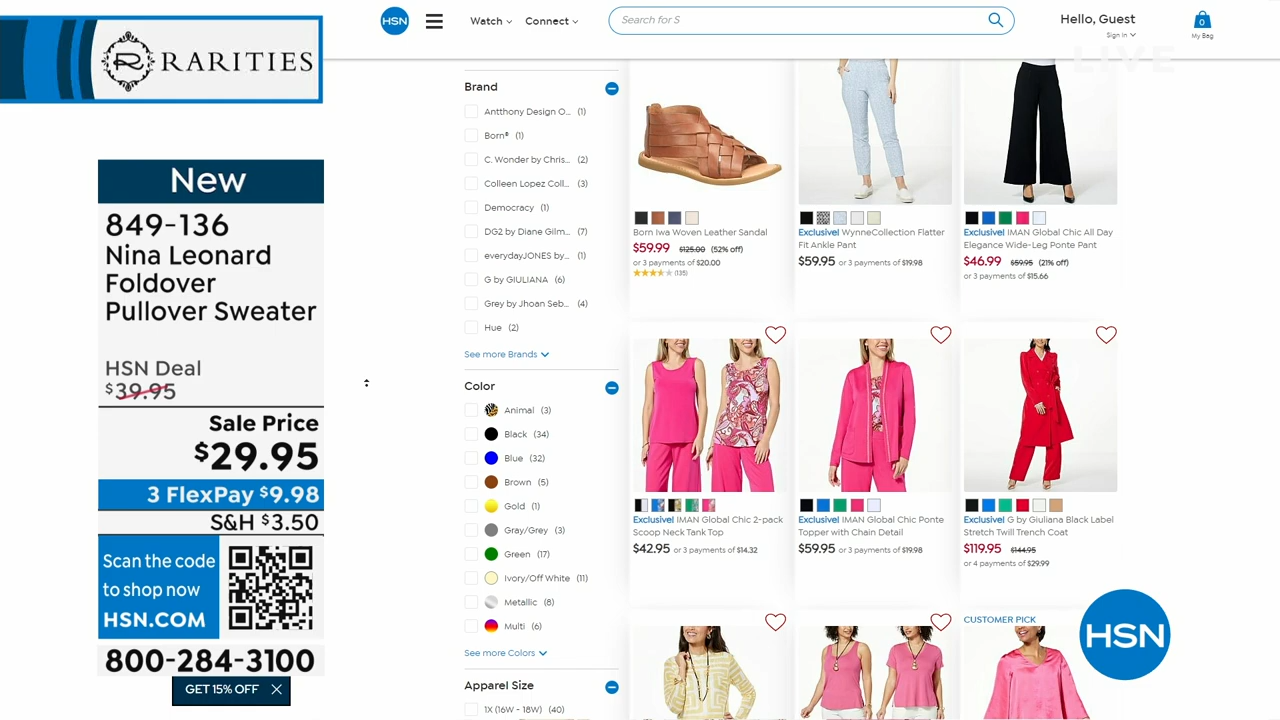 RARITIES
New
849-136
Nina Leonard
Foldover
Pullover Sweater
HSN Deal
$39.95
Sale Price
$29.95
3 FlexPay $9.98
S&H $3.50
Scan the code
to shop now
HSN.COM
800-284-3100
GET 15% OFF
HSN
Watch
Connect
Search for S
Hello, Guest
Sign In
0
My Bag
LIVE
Brand
Antthony Design O... (1)
Born® (1)
C. Wonder by Chris... (2)
Colleen Lopez Coll... (3)
Democracy (1)
DG2 by Diane Gilm... (7)
everydayJONES by... (1)
G by GIULIANA (6)
Grey by Jhoan Seb... (4)
Hue (2)
See more Brands
Color
Animal (3)
Black (34)
Blue (32)
Brown (5)
Gold (1)
Gray/Grey (3)
Green (17)
Ivory/Off White (11)
Metallic (8)
Multi (6)
See more Colors
Apparel Size
1X (16W - 18W) (40)
Born Iwa Woven Leather Sandal
$59.99 $125.00 (52% off)
or 3 payments of $20.00
(135)
Exclusive! WynneCollection Flatter
Fit Ankle Pant
$59.95 or 3 payments of $19.98
Exclusive! IMAN Global Chic All Day
Elegance Wide-Leg Ponte Pant
$46.99 $59.95 (21% off)
or 3 payments of $15.66
Exclusive! IMAN Global Chic 2-pack
Scoop Neck Tank Top
$42.95 or 3 payments of $14.32
Exclusive! IMAN Global Chic Ponte
Topper with Chain Detail
$59.95 or 3 payments of $19.98
Exclusive! G by Giuliana Black Label
Stretch Twill Trench Coat
$119.95 $144.95
or 4 payments of $29.99
CUSTOMER PICK
HSN